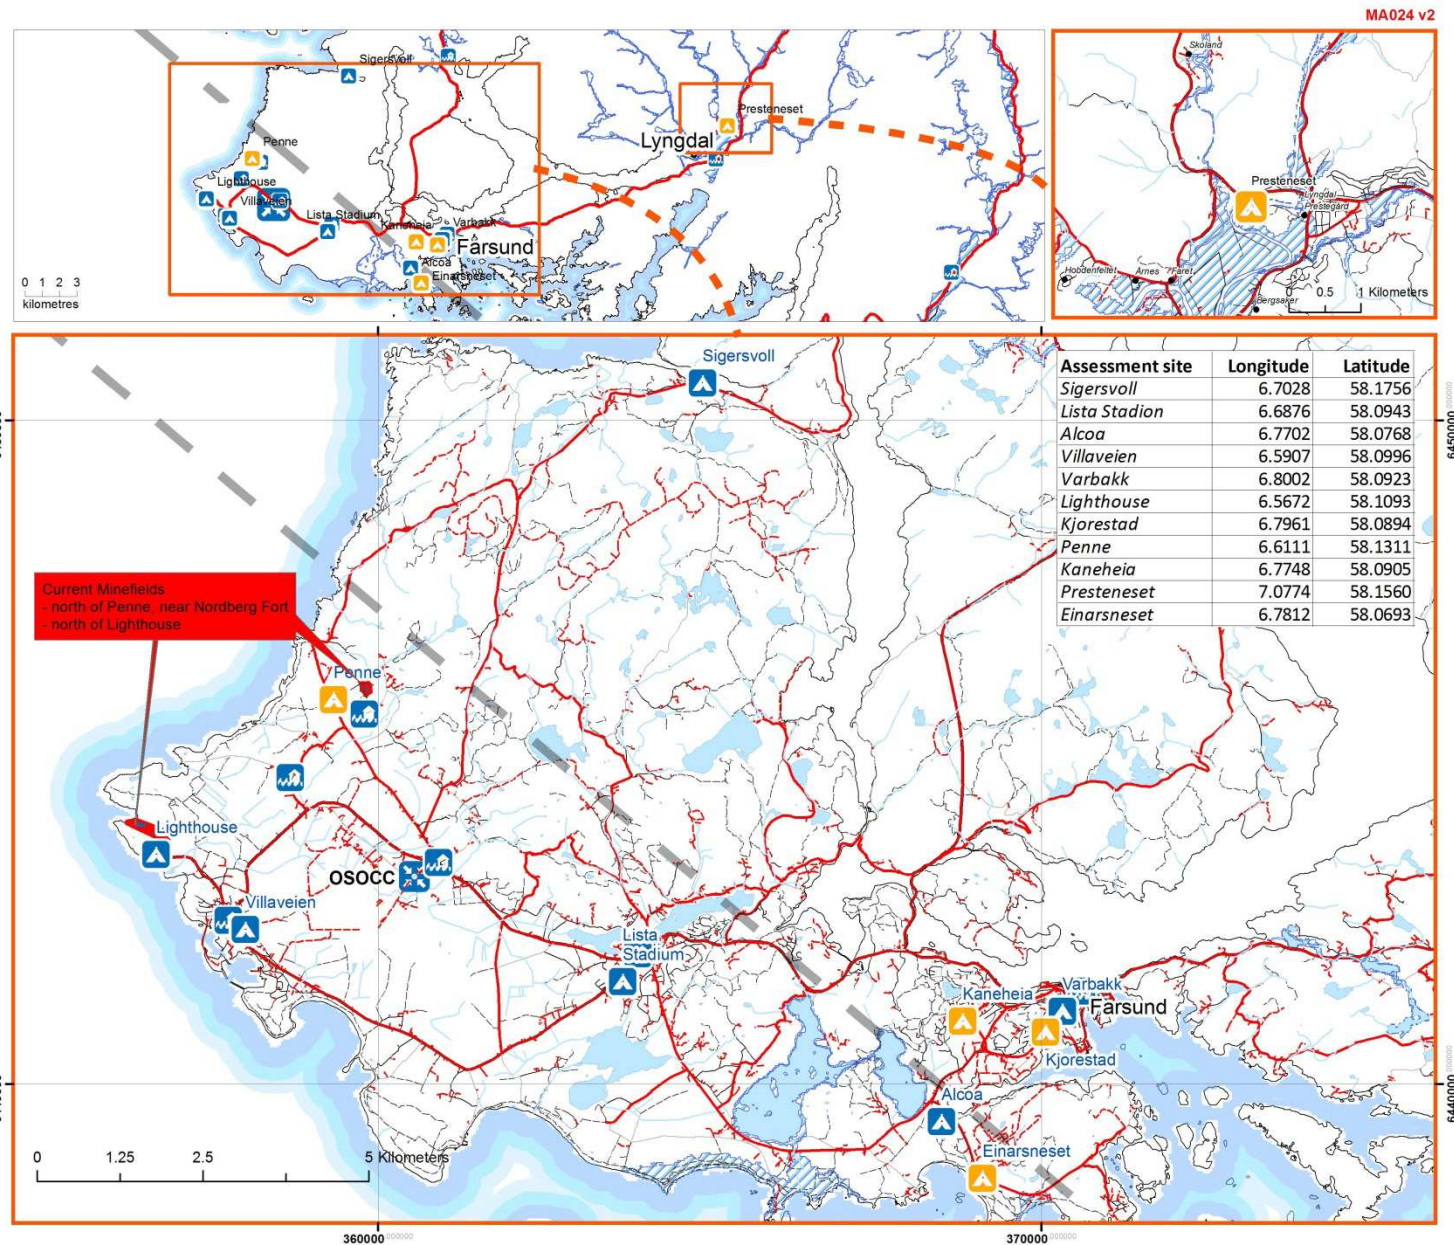 MA024 v2
Sigersvoll
Penne
Lighthouse
Villaveien
Lista Stadium
Kaneheia
Varbakk
Farsund
Alcoa
Einarsneset
Presteneset
Lyngdal
0 1 2 3
kilometres
Skoland
Presteneset
Lyngdal
Prestegård
Hobdenfeltet
Årnes
Faret
Bergsaker
0 0.5 1 Kilometers
Sigersvoll
Assessment site Longitude Latitude
Sigersvoll 6.7028 58.1756
Lista Stadion 6.6876 58.0943
Alcoa 6.7702 58.0768
Villaveien 6.5907 58.0996
Varbakk 6.8002 58.0923
Lighthouse 6.5672 58.1093
Kjorestad 6.7961 58.0894
Penne 6.6111 58.1311
Kaneheia 6.7748 58.0905
Presteneset 7.0774 58.1560
Einarsneset 6.7812 58.0693
Current Minefields
- north of Penne, near Nordberg Fort
- north of Lighthouse
Penne
Lighthouse
OSOCC
Villaveien
Lista
Stadium
Kaneheia
Varbakk
Farsund
Kjorestad
Alcoa
Einarsneset
0 1.25 2.5 5 Kilometers
360000
370000
6450000
6440000